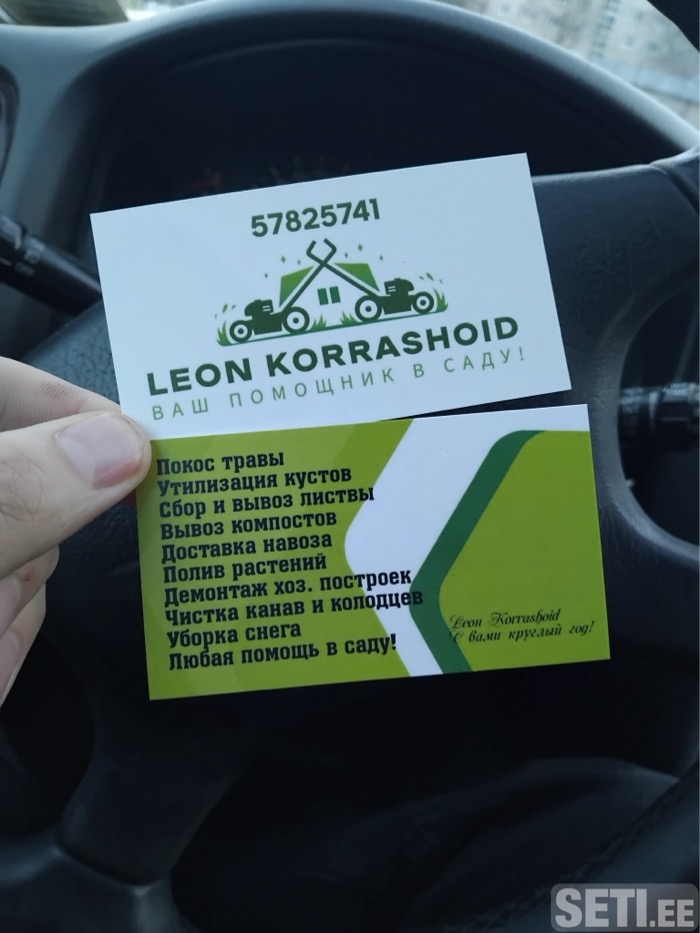 57825741
LEON KORRASHOID
ВАШ ПОМОЩНИК В САДУ!
Покос травы
Утилизация кустов
Сбор и вывоз листвы
Вывоз компостов
Доставка навоза
Полив растений
Демонтаж хоз. построек
Чистка канав и колодцев
Уборка снега
Любая помощь в саду!
Leon Korrashoid
С вами круглый год!
SETI.EE